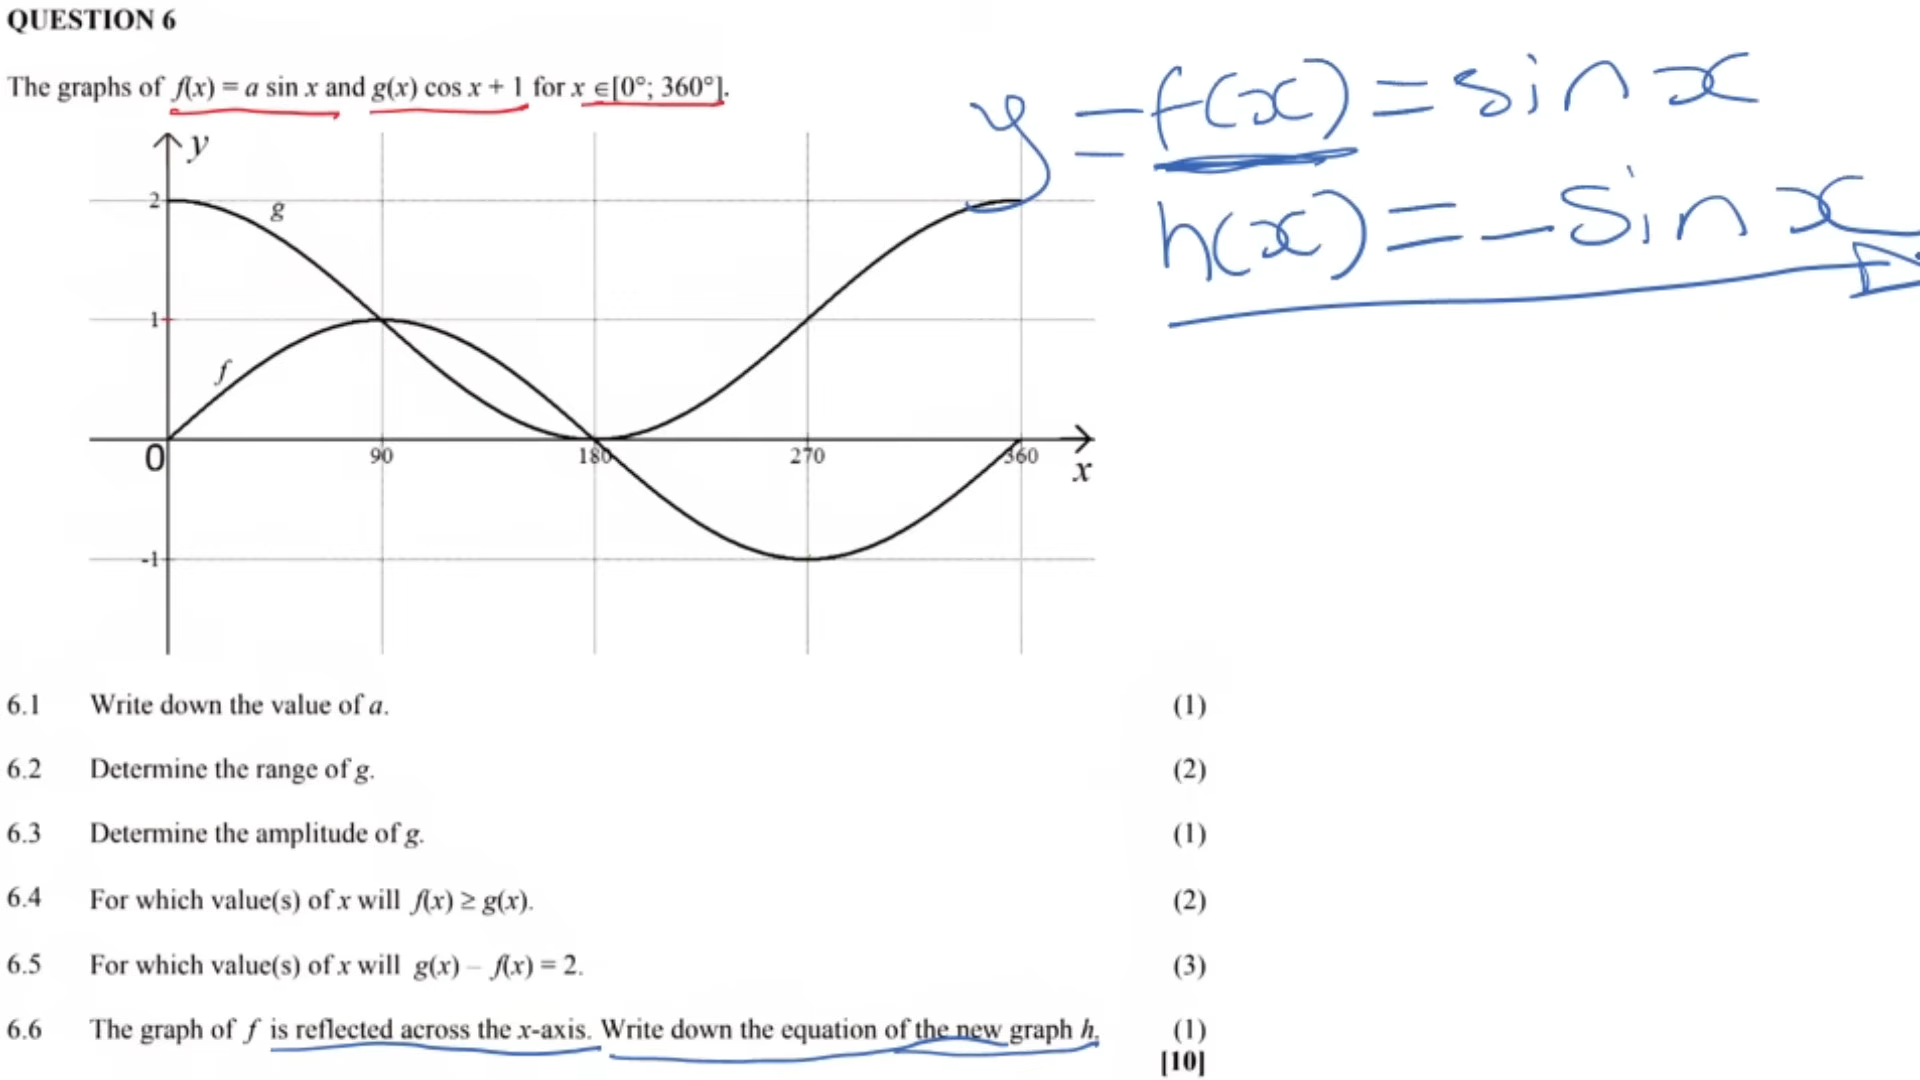 QUESTION 6
The graphs of f(x) = a sin x and g(x) cos x + 1 for x ∈[0°; 360°].
y = f(x) = sin x
h(x) = - sin x
y
2
g
1
f
0
90
180
270
360
x
-1
6.1 Write down the value of a. (1)
6.2 Determine the range of g. (2)
6.3 Determine the amplitude of g. (1)
6.4 For which value(s) of x will f(x) ≥ g(x). (2)
6.5 For which value(s) of x will g(x) – f(x) = 2. (3)
6.6 The graph of f is reflected across the x-axis. Write down the equation of the new graph h. (1)
[10]